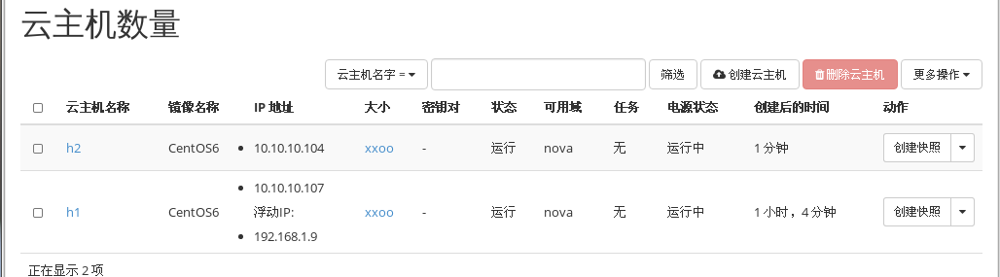 云主机数量
云主机名字 = 筛选 创建云主机 删除云主机 更多操作
云主机名称 镜像名称 IP 地址 大小 密钥对 状态 可用域 任务 电源状态 创建后的时间 动作
h2 CentOS6 • 10.10.10.104 xxoo - 运行 nova 无 运行中 1 分钟 创建快照
• 10.10.10.107
h1 CentOS6 浮动IP: xxoo - 运行 nova 无 运行中 1 小时，4 分钟 创建快照
• 192.168.1.9
正在显示 2 项